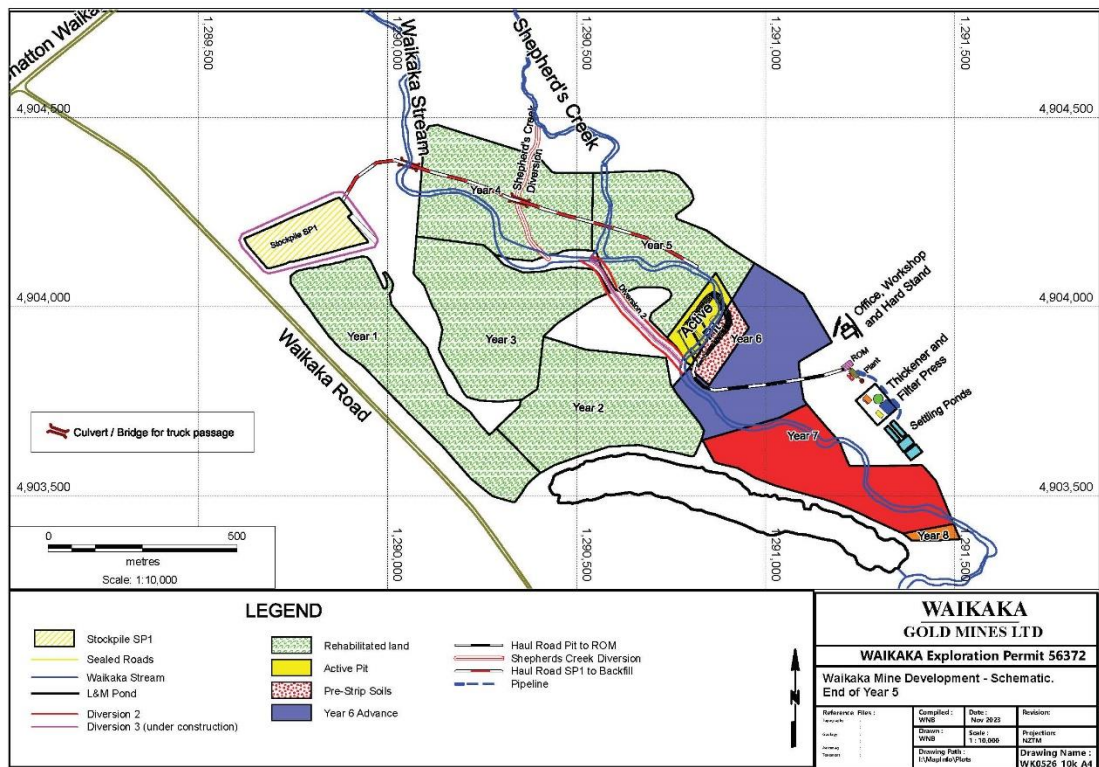 onatton Waika
1,289,500
1,290,000
1,290,500
1,291,000
1,291,500
Waikaka Stream
Shepherd's Creek
4,904,500
4,904,500
Shepherd's Creek
Diversion
Year 4
Stockpile SP1
Year 5
Diversion 2
4,904,000
4,904,000
Active
Pit
Year 6
Office, Workshop
and Hard Stand
ROM
Plant
Thickener and
Filter Press
Settling Ponds
Year 1
Year 3
Year 2
Waikaka Road
Culvert / Bridge for truck passage
Year 7
4,903,500
4,903,500
Year 8
0
500
metres
Scale: 1:10,000
1,290,000
1,290,500
1,291,000
1,291,500
LEGEND
Stockpile SP1
Sealed Roads
Waikaka Stream
L&M Pond
Diversion 2
Diversion 3 (under construction)
Rehabilitated land
Active Pit
Pre-Strip Soils
Year 6 Advance
Haul Road Pit to ROM
Shepherds Creek Diversion
Haul Road SP1 to Backfill
Pipeline
N
WAIKAKA
GOLD MINES LTD
WAIKAKA Exploration Permit 56372
Waikaka Mine Development - Schematic.
End of Year 5
Reference Files :
Compiled :
WNB
Date :
Nov 2023
Revision:
Drawn :
WNB
Scale :
1 : 10,000
Projection:
NZTM
Drawing Path :
I:\MapInfo\Plots
Drawing Name :
WK0526_10k_A4